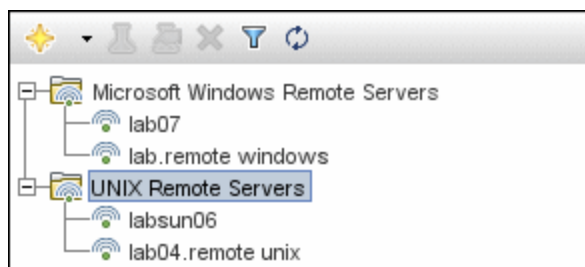 Microsoft Windows Remote Servers
lab07
lab.remote windows
UNIX Remote Servers
labsun06
lab04.remote unix